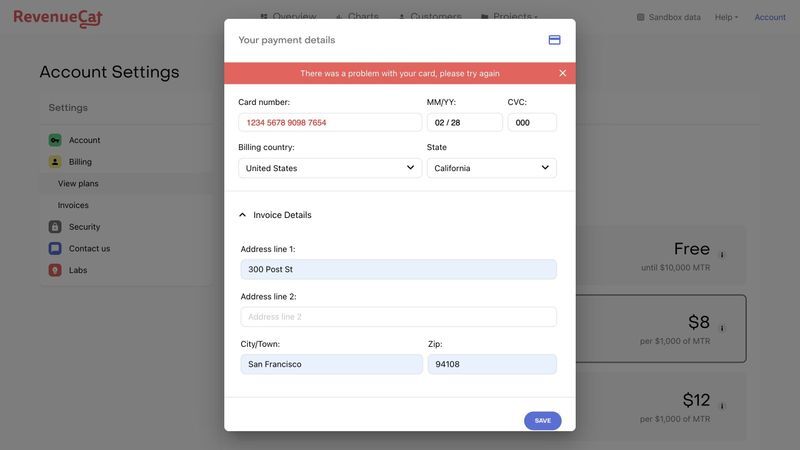 RevenueCat
Overview
Charts
Customers
Projects
Sandbox data
Help
Account
Account Settings
Settings
Account
Billing
View plans
Invoices
Security
Contact us
Labs
Your payment details
There was a problem with your card, please try again
Card number:
MM/YY:
CVC:
1234 5678 9098 7654
02 / 28
000
Billing country:
State
United States
California
Invoice Details
Address line 1:
300 Post St
Address line 2:
Address line 2
City/Town:
Zip:
San Francisco
94108
SAVE
Free
until $10,000 MTR
$8
per $1,000 of MTR
$12
per $1,000 of MTR